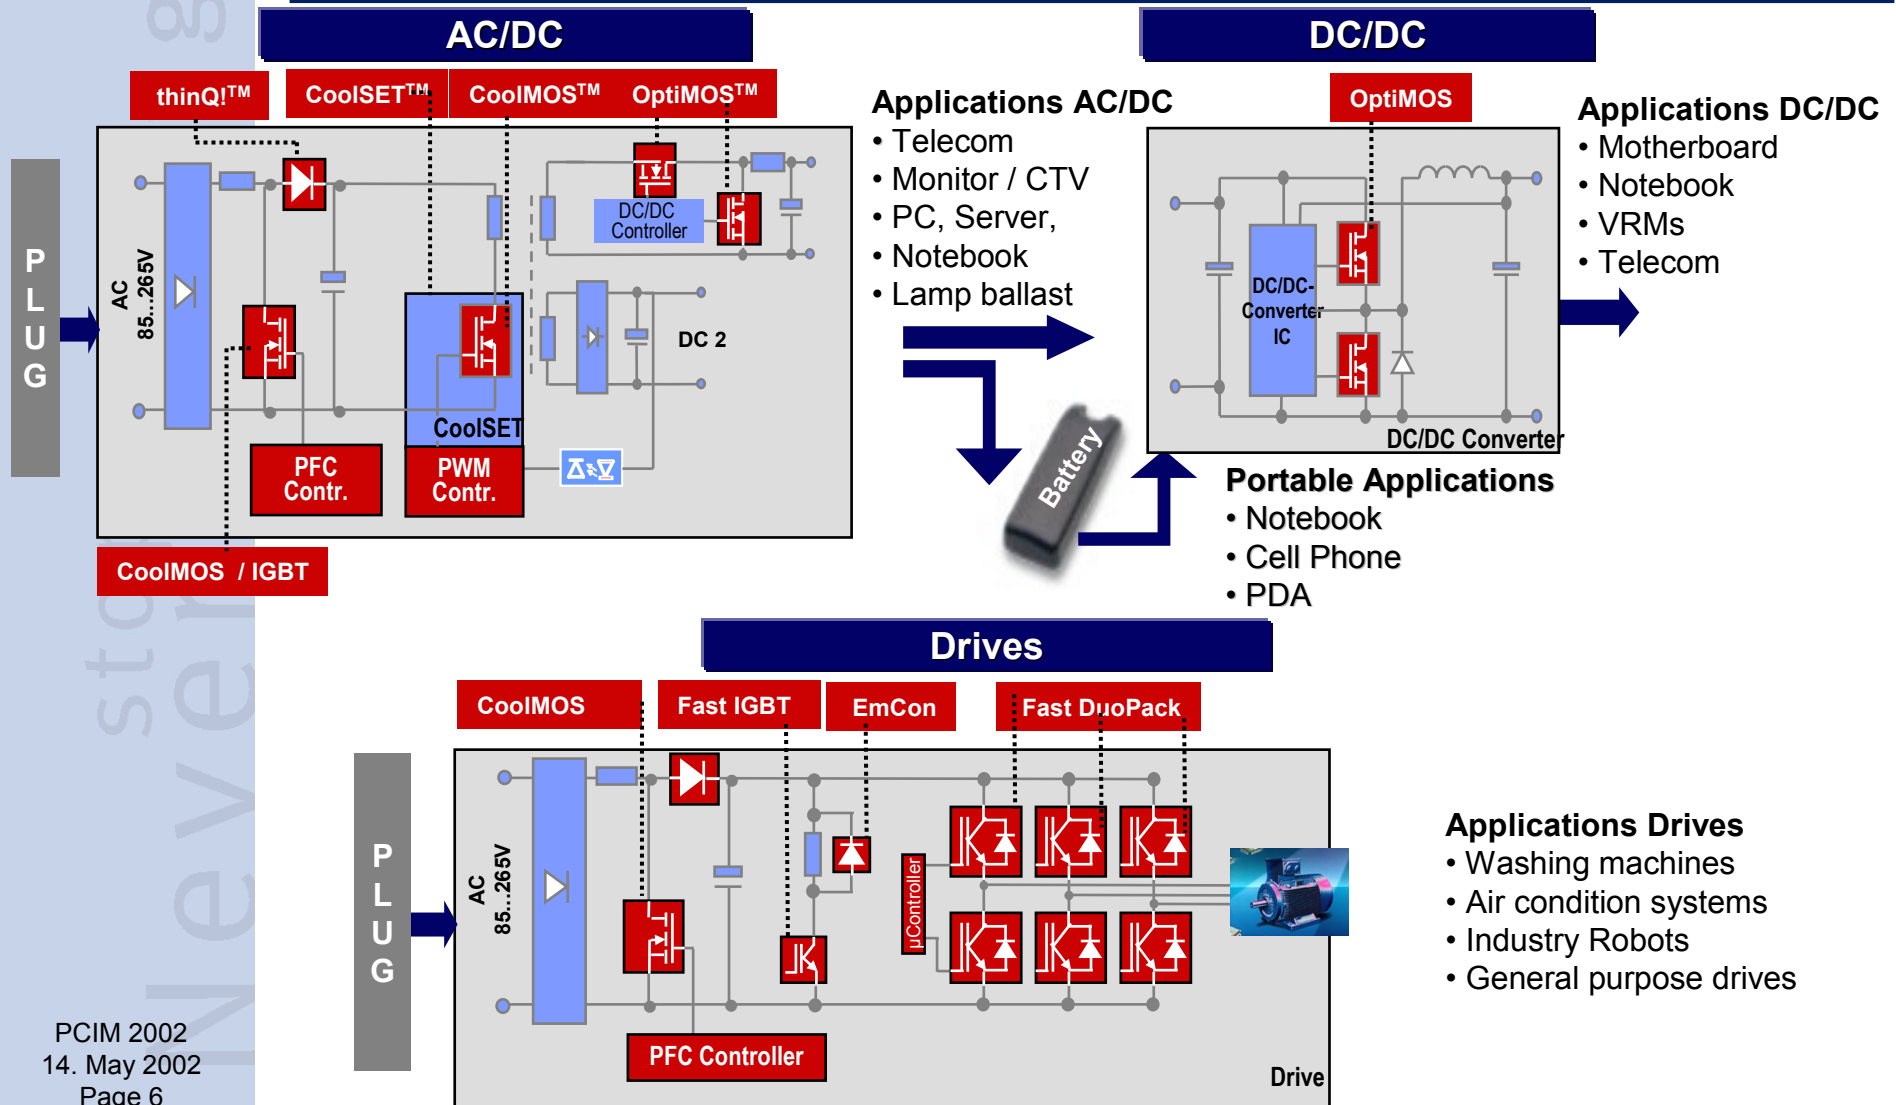 AC/DC
DC/DC
thinQ!TM
CoolSETTM
CoolMOSTM
OptiMOSTM
Applications AC/DC
• Telecom
• Monitor / CTV
• PC, Server,
• Notebook
• Lamp ballast
OptiMOS
Applications DC/DC
• Motherboard
• Notebook
• VRMs
• Telecom
PLUG
AC
85...265V
DC/DC
Controller
DC 2
CoolSET
PFC
Contr.
PWM
Contr.
CoolMOS / IGBT
Battery
DC/DC-
Converter
IC
DC/DC Converter
Portable Applications
• Notebook
• Cell Phone
• PDA
Drives
CoolMOS
Fast IGBT
EmCon
Fast DuoPack
PLUG
AC
85...265V
µController
PFC Controller
Drive
Applications Drives
• Washing machines
• Air condition systems
• Industry Robots
• General purpose drives
Never
sto
g
PCIM 2002
14. May 2002
Page 6